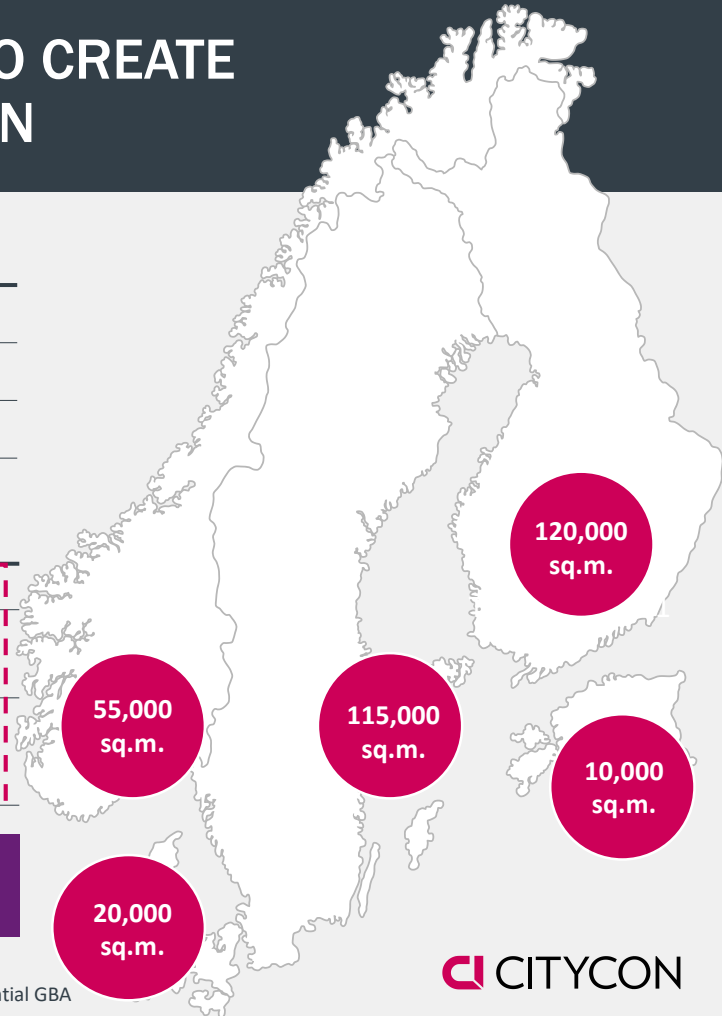 O CREATE
N
120,000
sq.m.
55,000
sq.m.
115,000
sq.m.
10,000
sq.m.
20,000
sq.m.
CITYCON
tial GBA